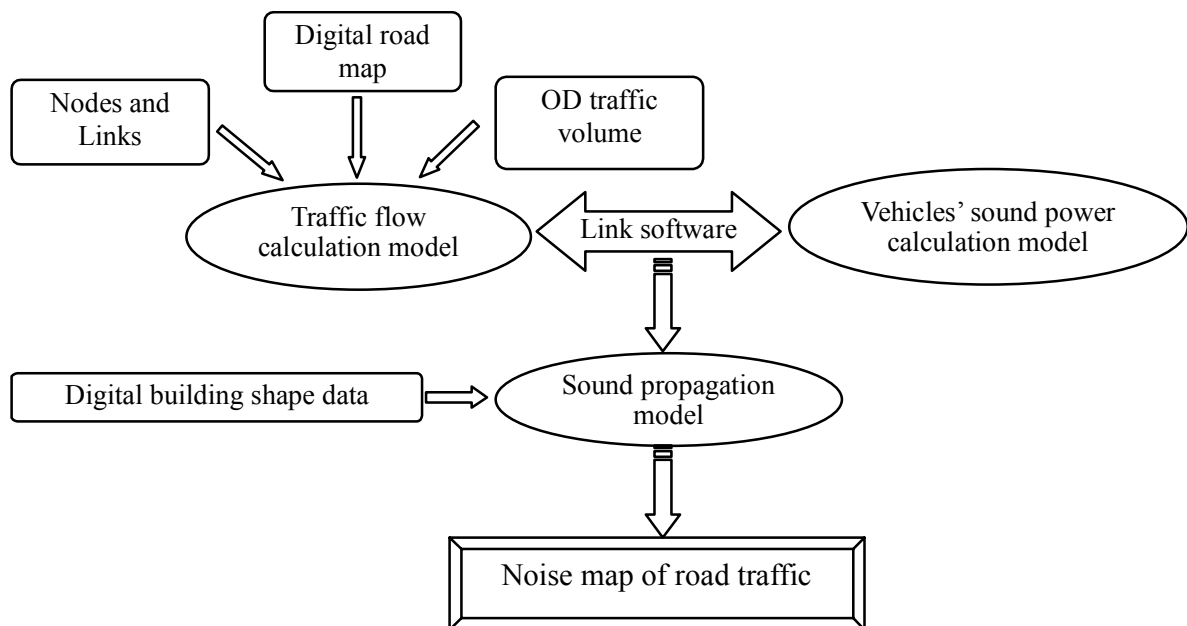 Digital road
map
Nodes and
Links
OD traffic
volume
Traffic flow
calculation model
Link software
Vehicles’ sound power
calculation model
Digital building shape data
Sound propagation
model
Noise map of road traffic